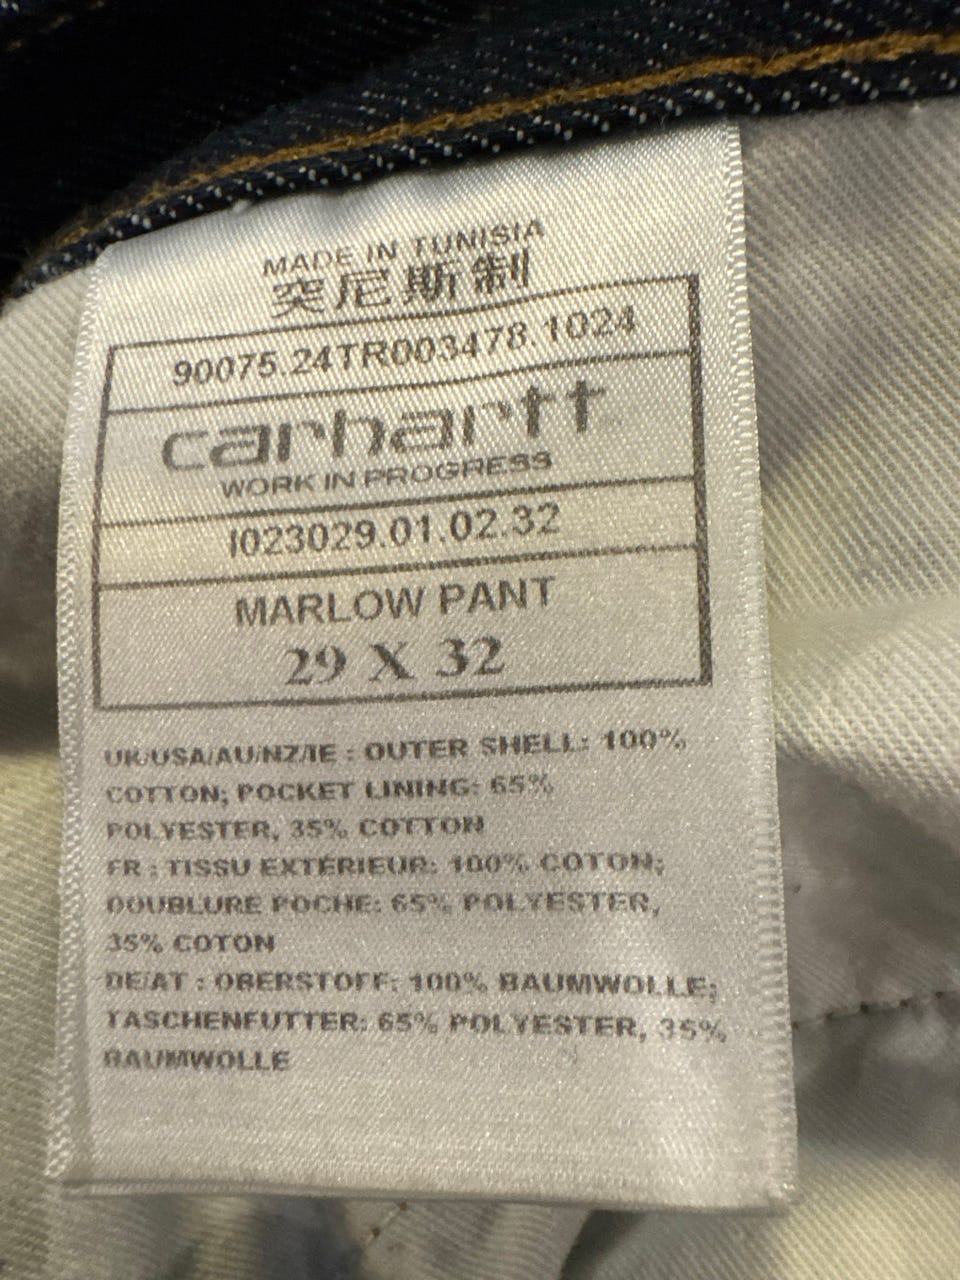 MADE IN TUNISIA
突尼斯制
90075.24TR003478.1024
carhartt
WORK IN PROGRESS
I023029.01.02.32
MARLOW PANT
29 X 32
UK/USA/AU/NZ/IE : OUTER SHELL: 100%
COTTON; POCKET LINING: 65%
POLYESTER, 35% COTTON
FR : TISSU EXTÉRIEUR: 100% COTON;
DOUBLURE POCHE: 65% POLYESTER,
35% COTON
DE/AT : OBERSTOFF: 100% BAUMWOLLE;
TASCHENFUTTER: 65% POLYESTER, 35%
BAUMWOLLE